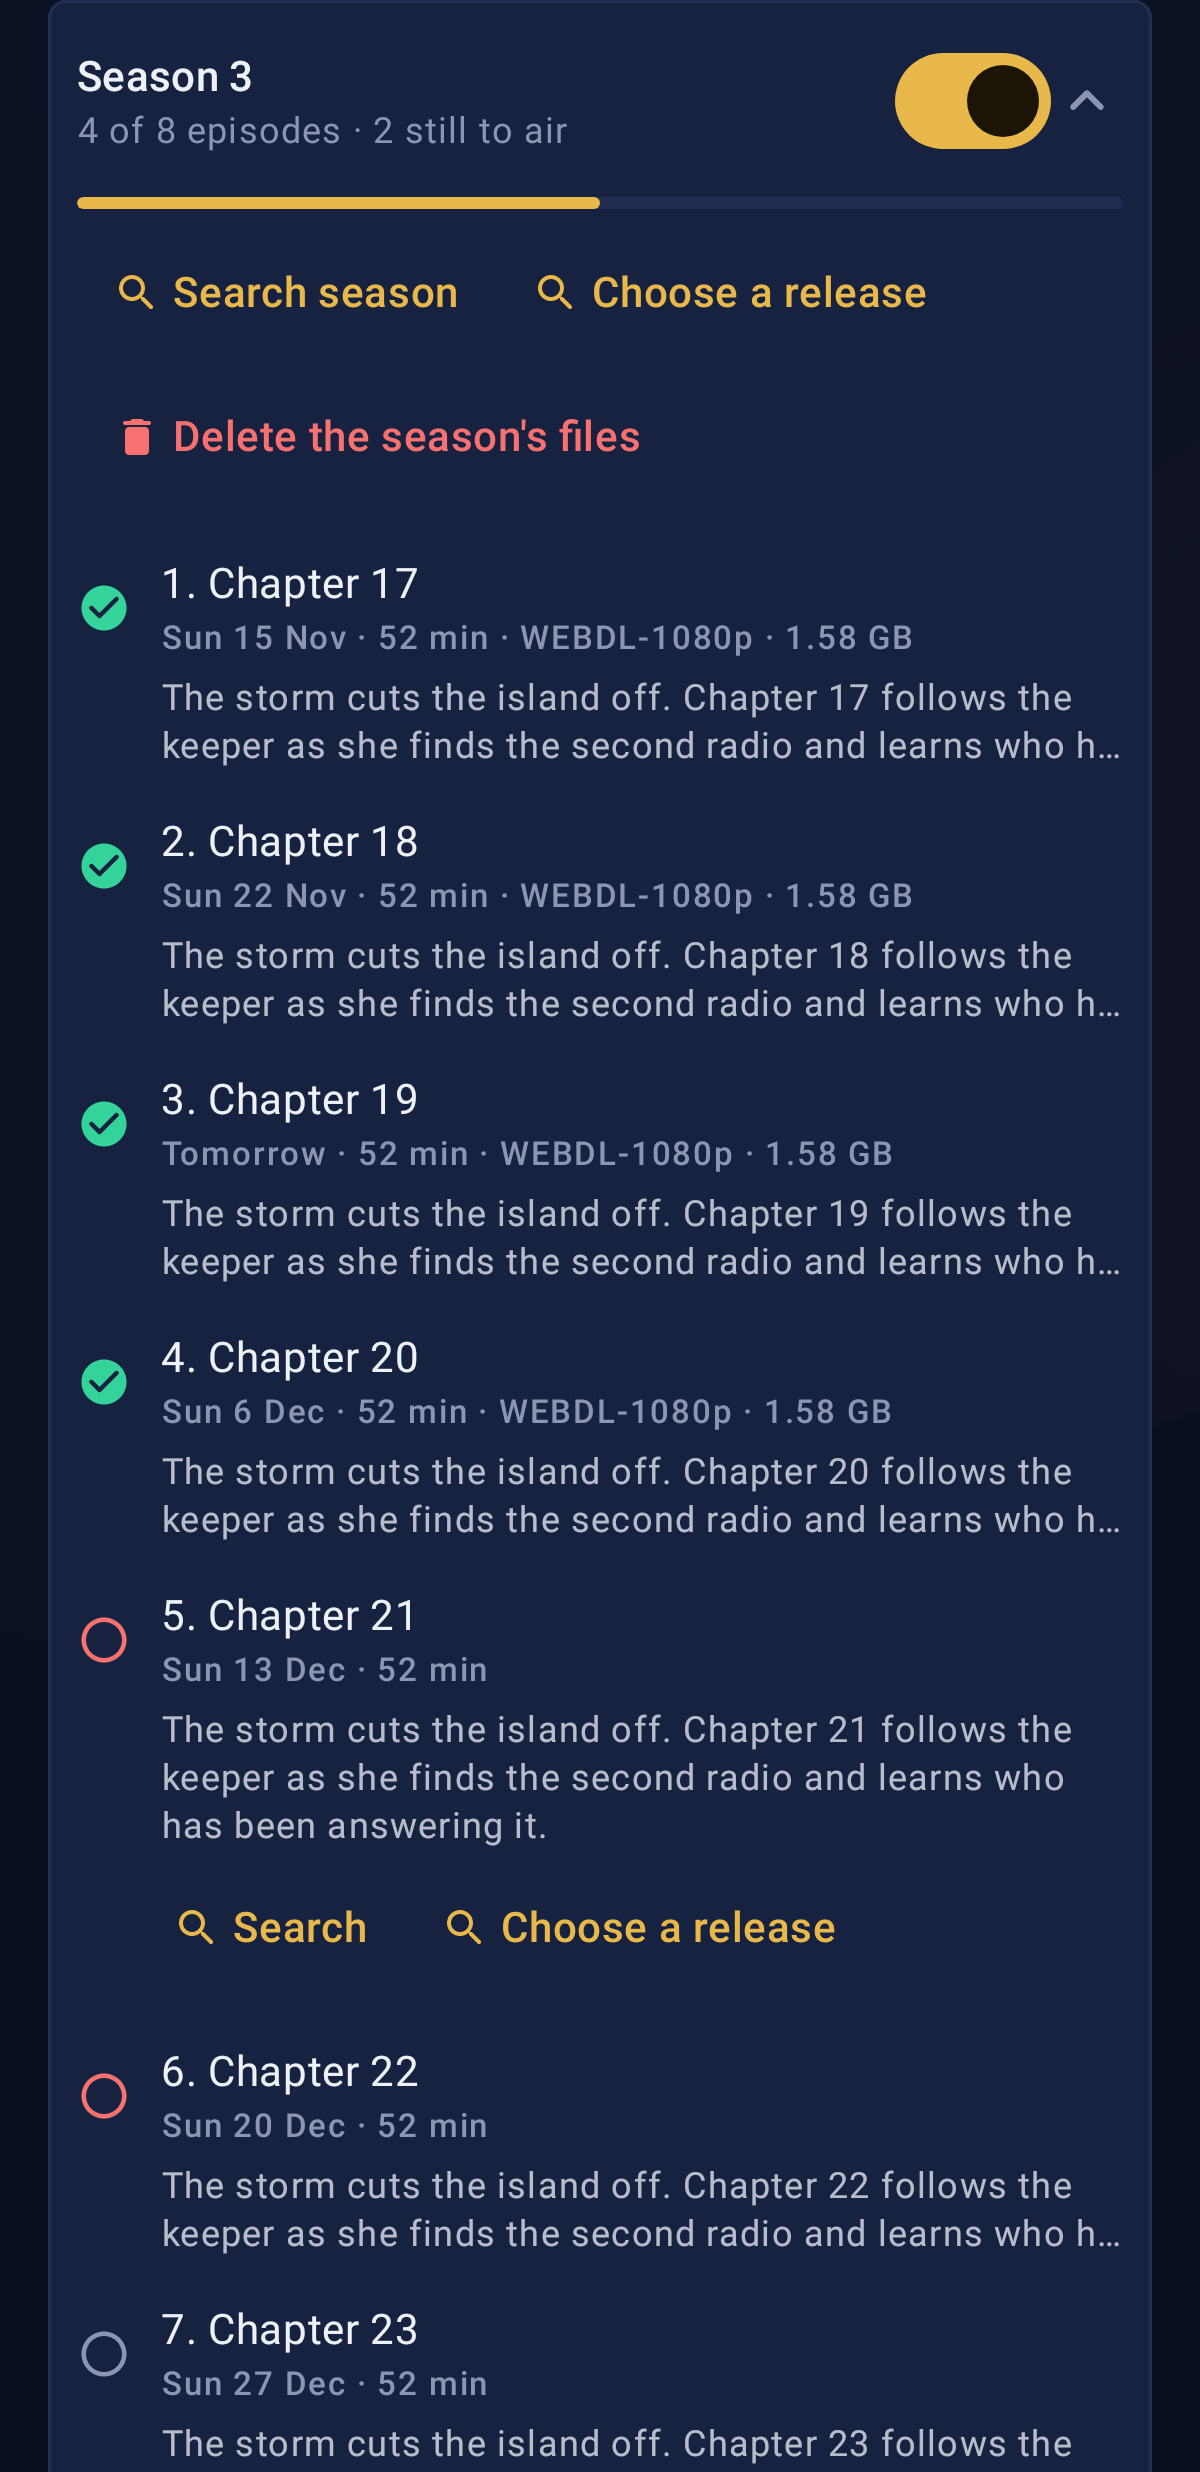 Season 3
4 of 8 episodes · 2 still to air
Search season
Choose a release
Delete the season's files
1. Chapter 17
Sun 15 Nov · 52 min · WEBDL-1080p · 1.58 GB
The storm cuts the island off. Chapter 17 follows the
keeper as she finds the second radio and learns who h…
2. Chapter 18
Sun 22 Nov · 52 min · WEBDL-1080p · 1.58 GB
The storm cuts the island off. Chapter 18 follows the
keeper as she finds the second radio and learns who h…
3. Chapter 19
Tomorrow · 52 min · WEBDL-1080p · 1.58 GB
The storm cuts the island off. Chapter 19 follows the
keeper as she finds the second radio and learns who h…
4. Chapter 20
Sun 6 Dec · 52 min · WEBDL-1080p · 1.58 GB
The storm cuts the island off. Chapter 20 follows the
keeper as she finds the second radio and learns who h…
5. Chapter 21
Sun 13 Dec · 52 min
The storm cuts the island off. Chapter 21 follows the
keeper as she finds the second radio and learns who
has been answering it.
Search
Choose a release
6. Chapter 22
Sun 20 Dec · 52 min
The storm cuts the island off. Chapter 22 follows the
keeper as she finds the second radio and learns who h…
7. Chapter 23
Sun 27 Dec · 52 min
The storm cuts the island off. Chapter 23 follows the